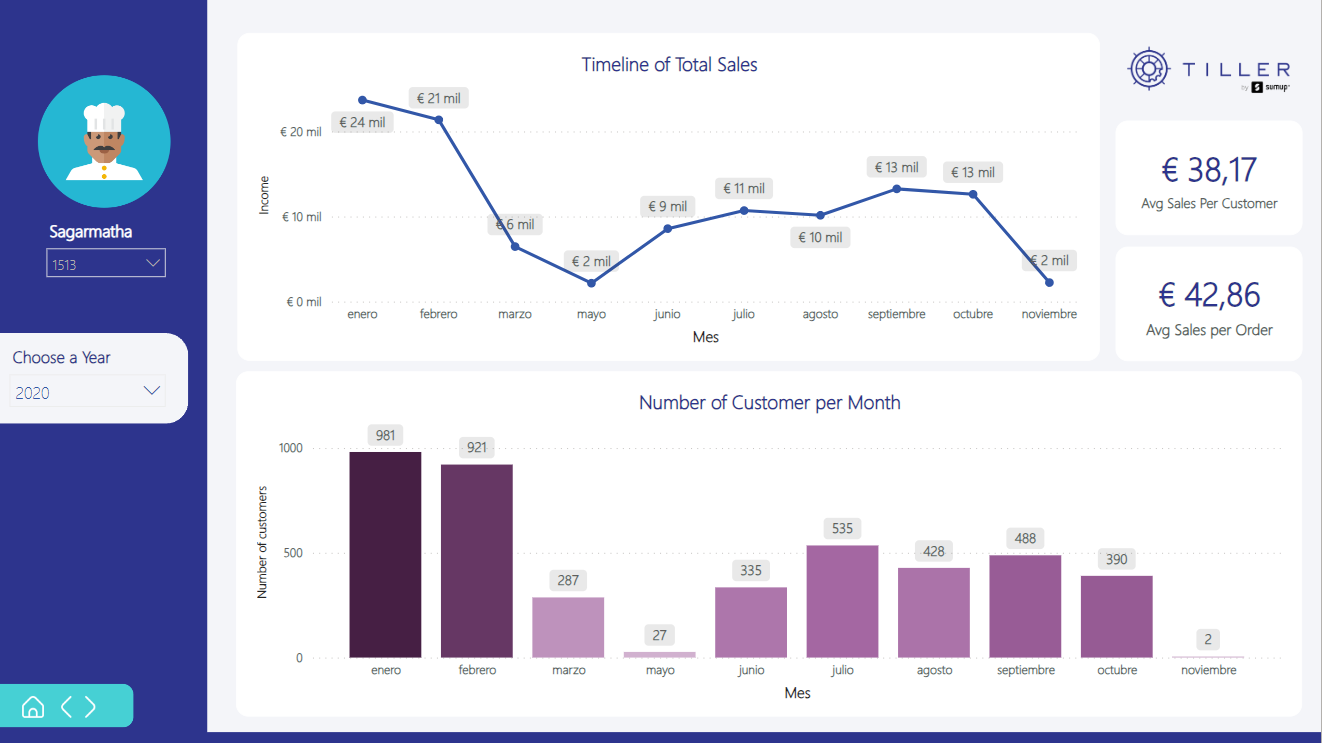 Sagarmatha
1513
Choose a Year
2020
Timeline of Total Sales
Income
€ 20 mil
€ 10 mil
€ 0 mil
€ 24 mil
€ 21 mil
€ 6 mil
€ 2 mil
€ 9 mil
€ 11 mil
€ 10 mil
€ 13 mil
€ 13 mil
€ 2 mil
enero febrero marzo mayo junio julio agosto septiembre octubre noviembre
Mes
TILLER
by sumup
€ 38,17
Avg Sales Per Customer
€ 42,86
Avg Sales per Order
Number of Customer per Month
Number of customers
1000
500
0
981
921
287
27
335
535
428
488
390
2
enero febrero marzo mayo junio julio agosto septiembre octubre noviembre
Mes